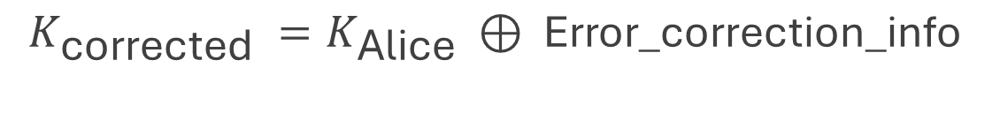 K_corrected = K_Alice ⊕ Error_correction_info